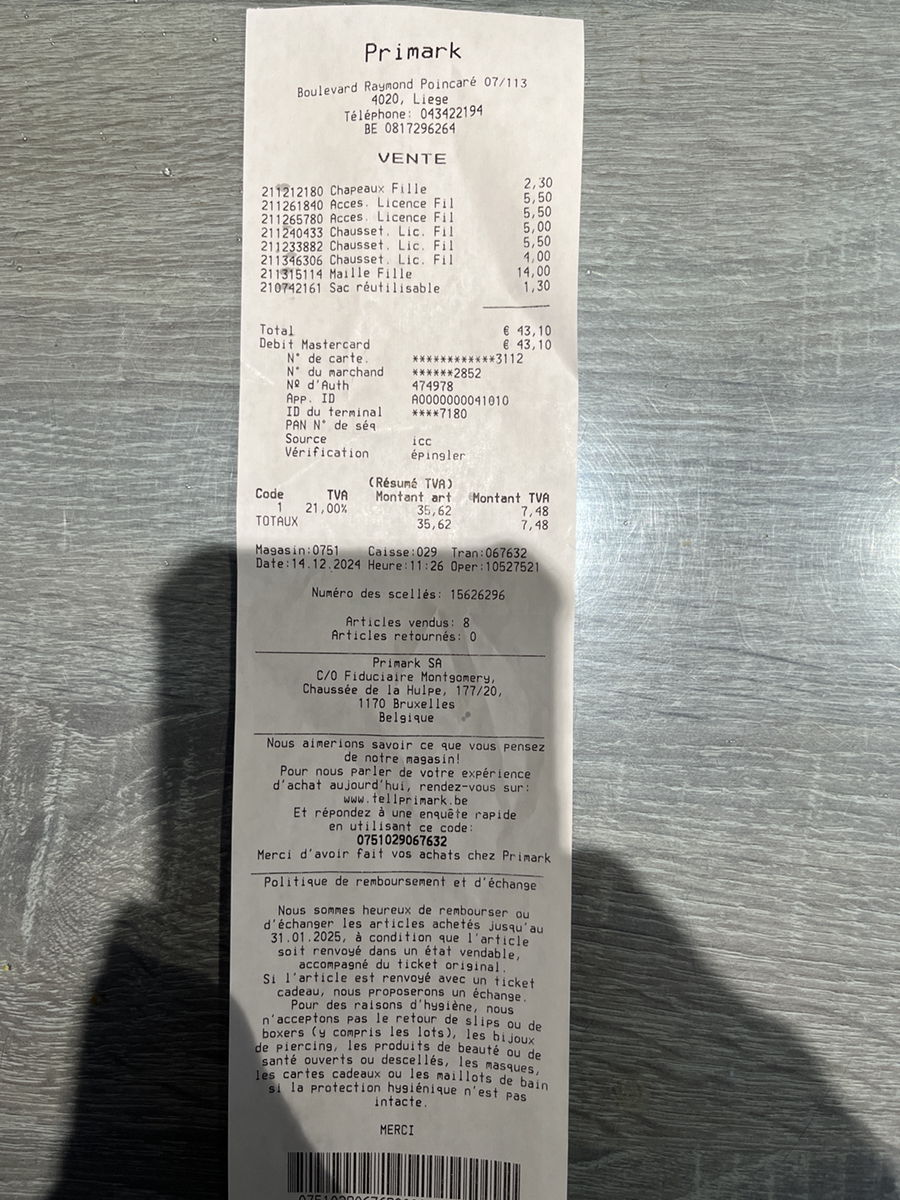 Primark
Boulevard Raymond Poincaré 07/113
4020, Liege
Téléphone: 043422194
BE 0817296264
VENTE
211212180 Chapeaux Fille 2,30
211261840 Acces. Licence Fil 5,50
211265780 Acces. Licence Fil 5,50
211240433 Chausset. Lic. Fil 5,00
211233882 Chausset. Lic. Fil 5,50
211346306 Chausset. Lic. Fil 4,00
211315114 Maille Fille 14,00
210742161 Sac réutilisable 1,30
Total € 43,10
Debit Mastercard € 43,10
N° de carte. ************3112
N° du marchand ******2852
Nº d'Auth 474978
App. ID A0000000041010
ID du terminal ****7180
PAN N° de séq
Source icc
Vérification épingler
(Résumé TVA)
Code TVA Montant art Montant TVA
1 21,00% 35,62 7,48
TOTAUX 35,62 7,48
Magasin:0751 Caisse:029 Tran:067632
Date:14.12.2024 Heure:11:26 Oper:10527521
Numéro des scellés: 15626296
Articles vendus: 8
Articles retournés: 0
Primark SA
C/O Fiduciaire Montgomery,
Chaussée de la Hulpe, 177/20,
1170 Bruxelles
Belgique
Nous aimerions savoir ce que vous pensez
de notre magasin!
Pour nous parler de votre expérience
d'achat aujourd'hui, rendez-vous sur:
www.tellprimark.be
Et répondez à une enquête rapide
en utilisant ce code:
0751029067632
Merci d'avoir fait vos achats chez Primark
Politique de remboursement et d'échange
Nous sommes heureux de rembourser ou
d'échanger les articles achetés jusqu'au
31.01.2025, à condition que l'article
soit renvoyé dans un état vendable,
accompagné du ticket original.
Si l'article est renvoyé avec un ticket
cadeau, nous proposerons un échange.
Pour des raisons d'hygiène, nous
n'acceptons pas le retour de slips ou de
boxers (y compris les lots), les bijoux
de piercing, les produits de beauté ou de
santé ouverts ou descellés, les masques,
les cartes cadeaux ou les maillots de bain
si la protection hygiénique n'est pas
intacte.
MERCI